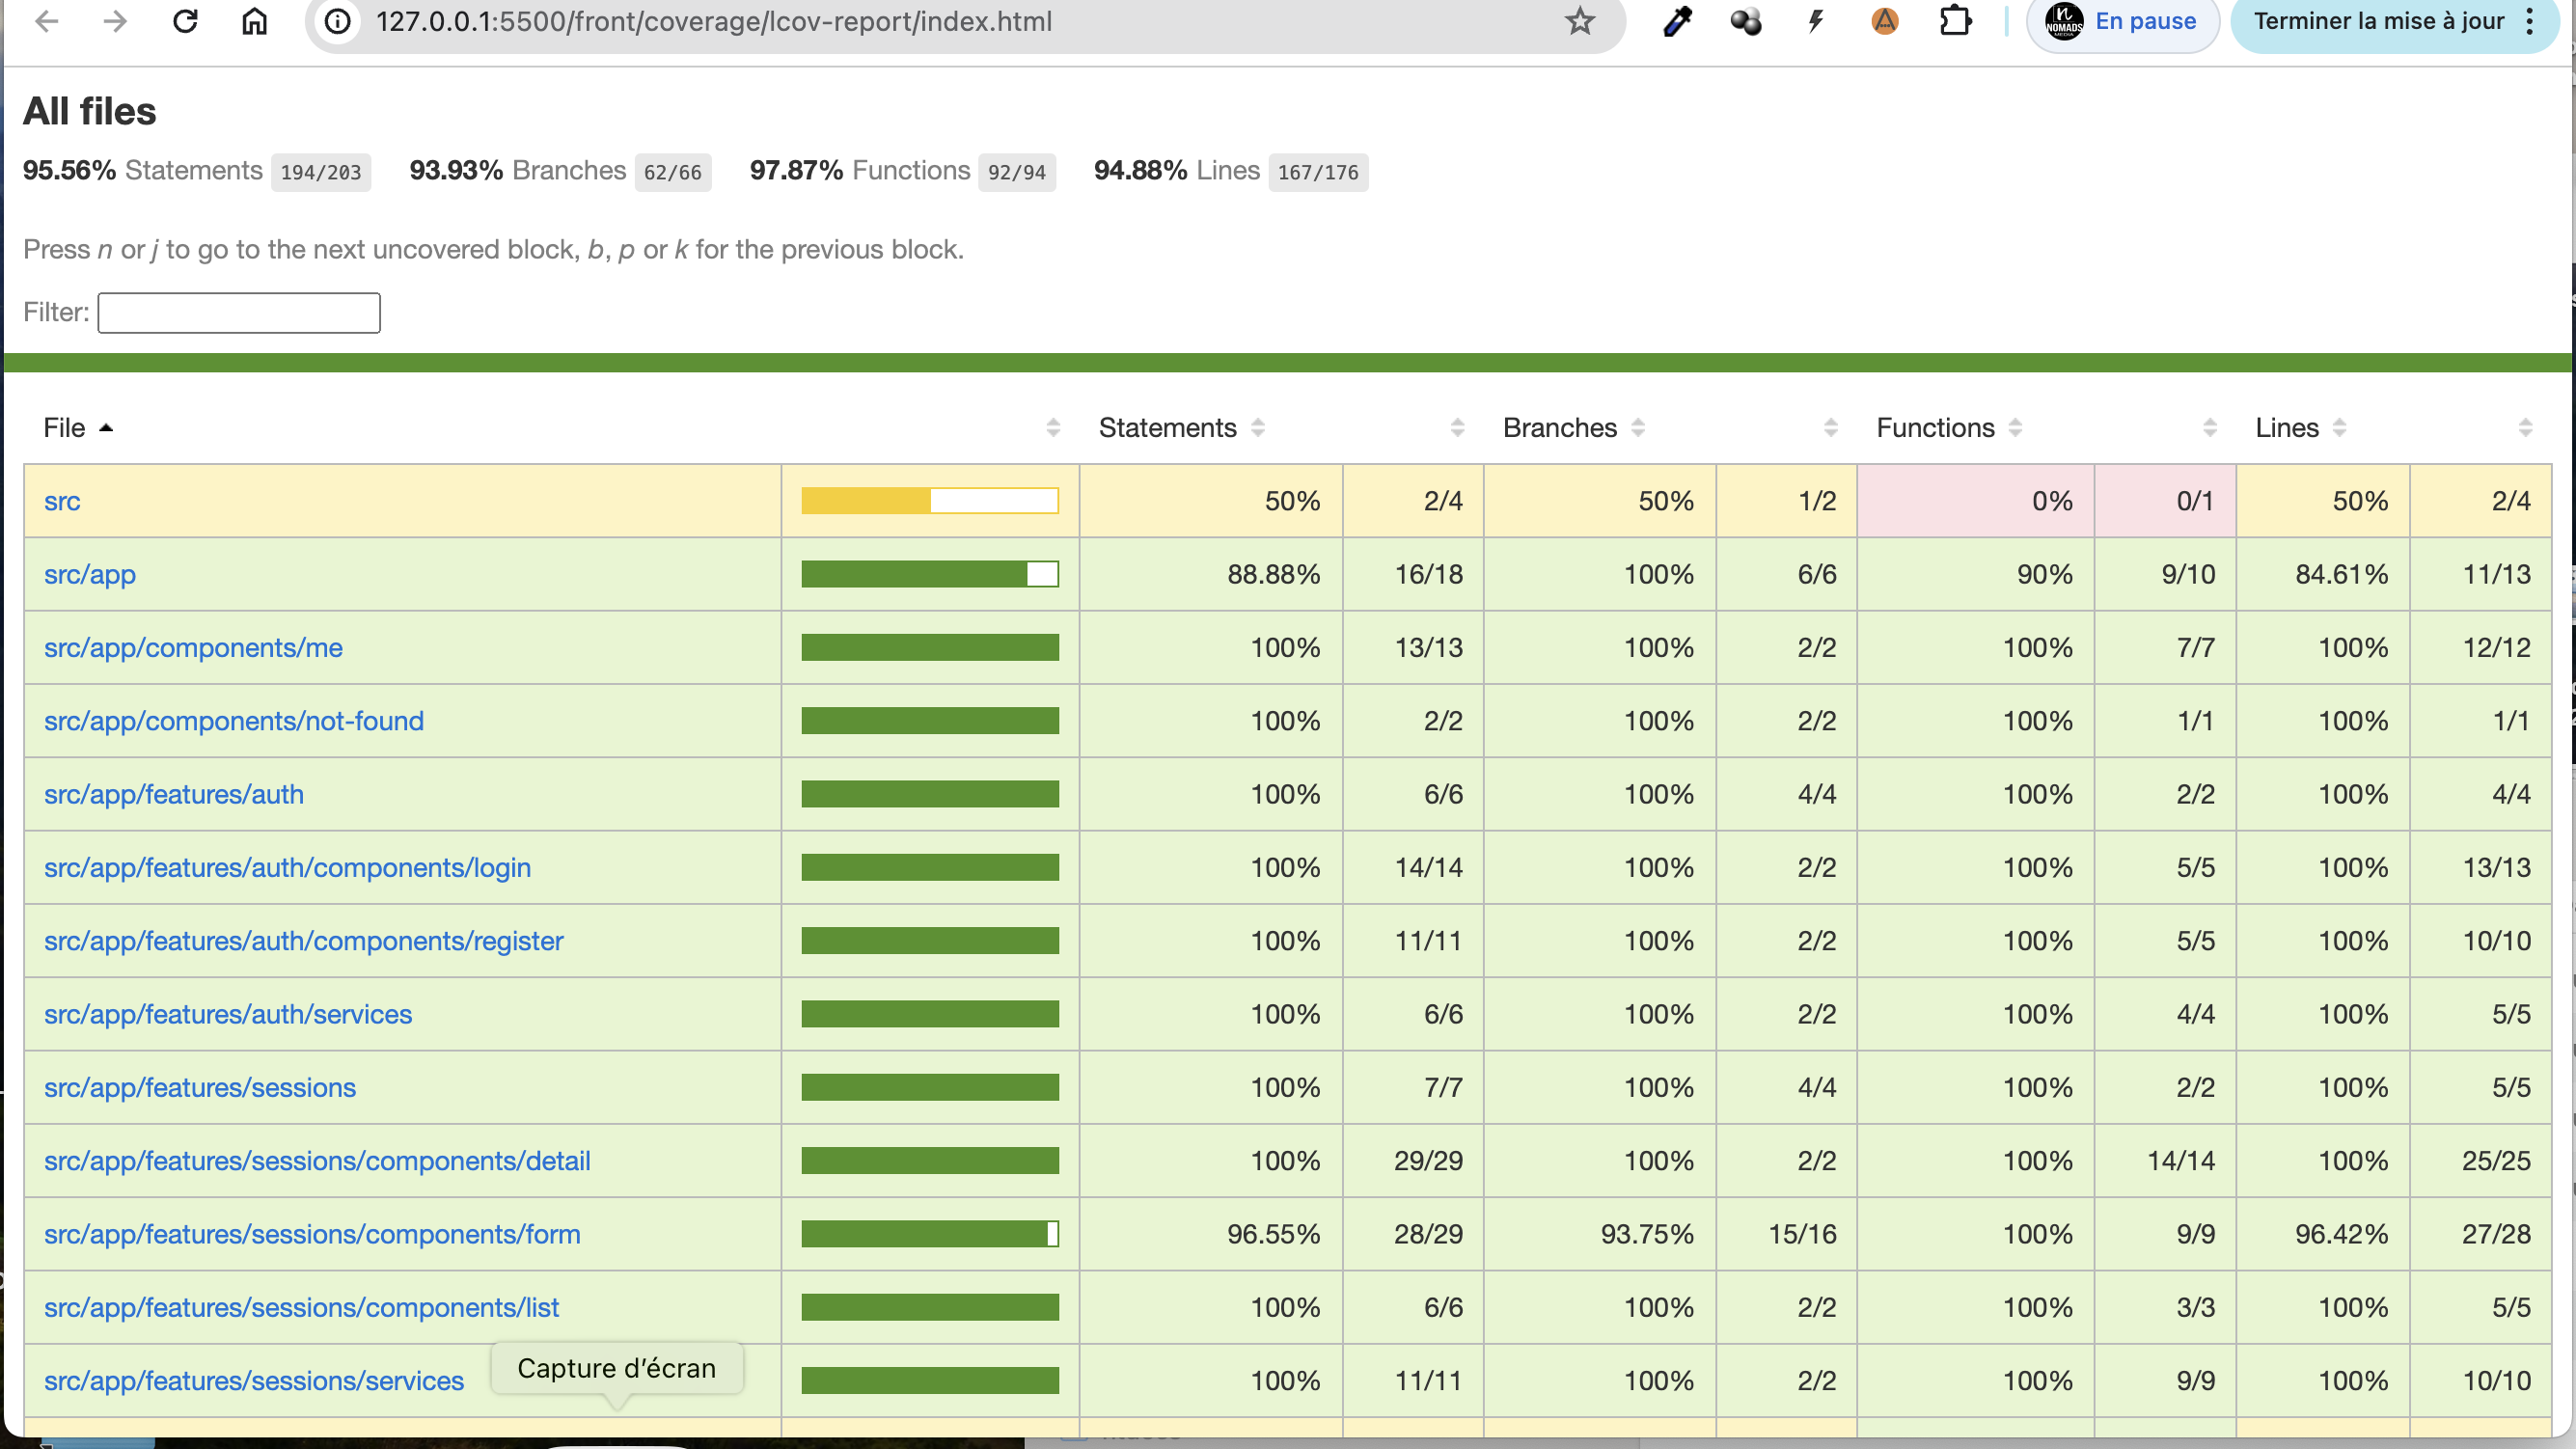 127.0.0.1:5500/front/coverage/lcov-report/index.html
NOMADS
En pause
Terminer la mise à jour
All files
95.56% Statements 194/203 93.93% Branches 62/66 97.87% Functions 92/94 94.88% Lines 167/176
Press n or j to go to the next uncovered block, b, p or k for the previous block.
Filter:
File Statements Branches Functions Lines
src 50% 2/4 50% 1/2 0% 0/1 50% 2/4
src/app 88.88% 16/18 100% 6/6 90% 9/10 84.61% 11/13
src/app/components/me 100% 13/13 100% 2/2 100% 7/7 100% 12/12
src/app/components/not-found 100% 2/2 100% 2/2 100% 1/1 100% 1/1
src/app/features/auth 100% 6/6 100% 4/4 100% 2/2 100% 4/4
src/app/features/auth/components/login 100% 14/14 100% 2/2 100% 5/5 100% 13/13
src/app/features/auth/components/register 100% 11/11 100% 2/2 100% 5/5 100% 10/10
src/app/features/auth/services 100% 6/6 100% 2/2 100% 4/4 100% 5/5
src/app/features/sessions 100% 7/7 100% 4/4 100% 2/2 100% 5/5
src/app/features/sessions/components/detail 100% 29/29 100% 2/2 100% 14/14 100% 25/25
src/app/features/sessions/components/form 96.55% 28/29 93.75% 15/16 100% 9/9 96.42% 27/28
src/app/features/sessions/components/list 100% 6/6 100% 2/2 100% 3/3 100% 5/5
src/app/features/sessions/services 100% 11/11 100% 2/2 100% 9/9 100% 10/10
Capture d’écran